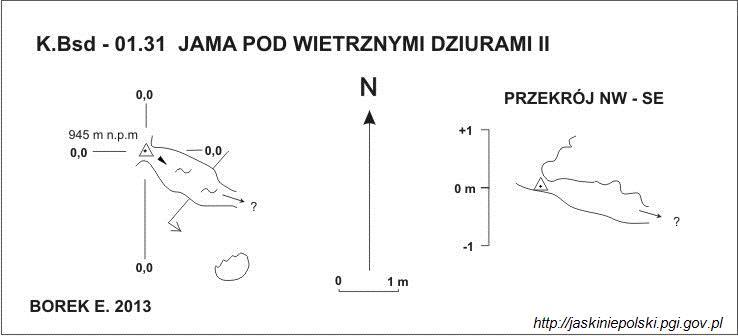 K.Bsd - 01.31 JAMA POD WIETRZNYMI DZIURAMI II
0,0
945 m n.p.m
0,0
0,0
?
0,0
N
0 1 m
PRZEKRÓJ NW - SE
+1
0 m
-1
?
BOREK E. 2013
http://jaskiniepolski.pgi.gov.pl